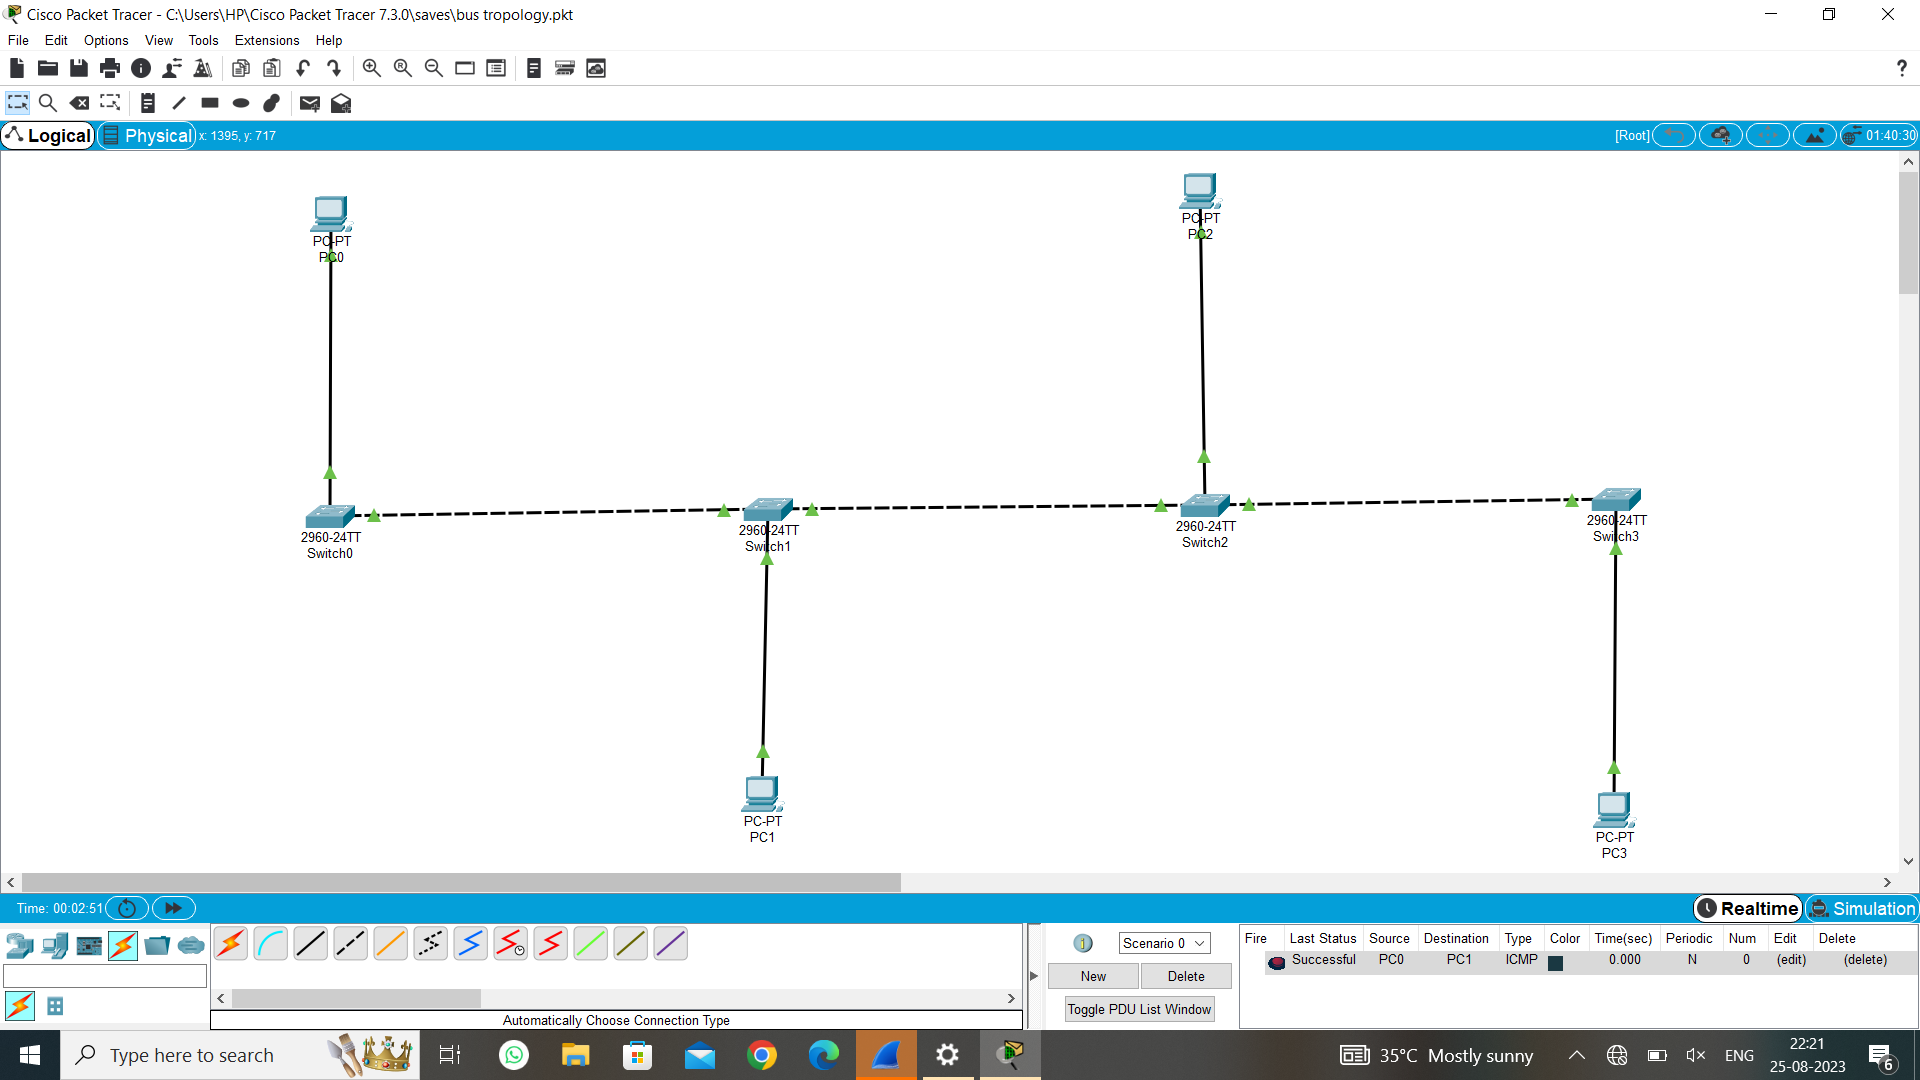 Cisco Packet Tracer - C:\Users\HP\Cisco Packet Tracer 7.3.0\saves\bus tropology.pkt
File Edit Options View Tools Extensions Help
?
Logical Physical x: 1395, y: 717 [Root] 01:40:30
PC-PT
PC0
PC-PT
PC2
2960-24TT
Switch0
2960-24TT
Switch1
2960-24TT
Switch2
2960-24TT
Switch3
PC-PT
PC1
PC-PT
PC3
Time: 00:02:51 Realtime Simulation
Scenario 0
New Delete
Toggle PDU List Window
Fire Last Status Source Destination Type Color Time(sec) Periodic Num Edit Delete
Successful PC0 PC1 ICMP 0.000 N 0 (edit) (delete)
Automatically Choose Connection Type
Type here to search
35°C Mostly sunny
ENG
22:21
25-08-2023
6